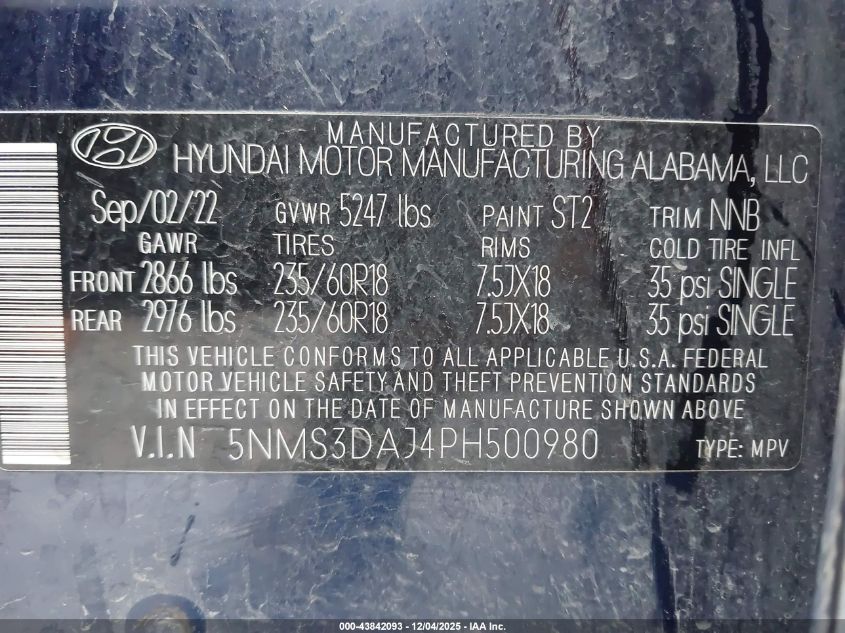 MANUFACTURED BY
HYUNDAI MOTOR MANUFACTURING ALABAMA, LLC
Sep/02/22 GVWR 5247 lbs PAINT ST2 TRIM NNB
GAWR TIRES RIMS COLD TIRE INFL
FRONT 2866 lbs 235/60R18 7.5JX18 35 psi SINGLE
REAR 2976 lbs 235/60R18 7.5JX18 35 psi SINGLE
THIS VEHICLE CONFORMS TO ALL APPLICABLE U.S.A. FEDERAL
MOTOR VEHICLE SAFETY AND THEFT PREVENTION STANDARDS
IN EFFECT ON THE DATE OF MANUFACTURE SHOWN ABOVE.
V.I.N 5NMS3DAJ4PH500980 TYPE: MPV
000-43842093 - 12/04/2025 - IAA Inc.